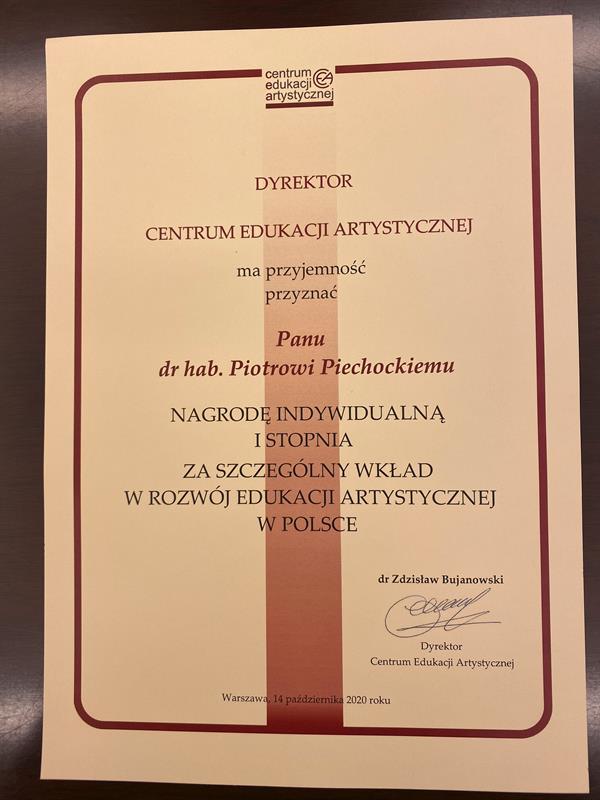 centrum
edukacji
artystycznej
DYREKTOR
CENTRUM EDUKACJI ARTYSTYCZNEJ
ma przyjemność
przyznać
Panu
dr hab. Piotrowi Piechockiemu
NAGRODĘ INDYWIDUALNĄ
I STOPNIA
ZA SZCZEGÓLNY WKŁAD
W ROZWÓJ EDUKACJI ARTYSTYCZNEJ
W POLSCE
dr Zdzisław Bujanowski
Dyrektor
Centrum Edukacji Artystycznej
Warszawa, 14 października 2020 roku